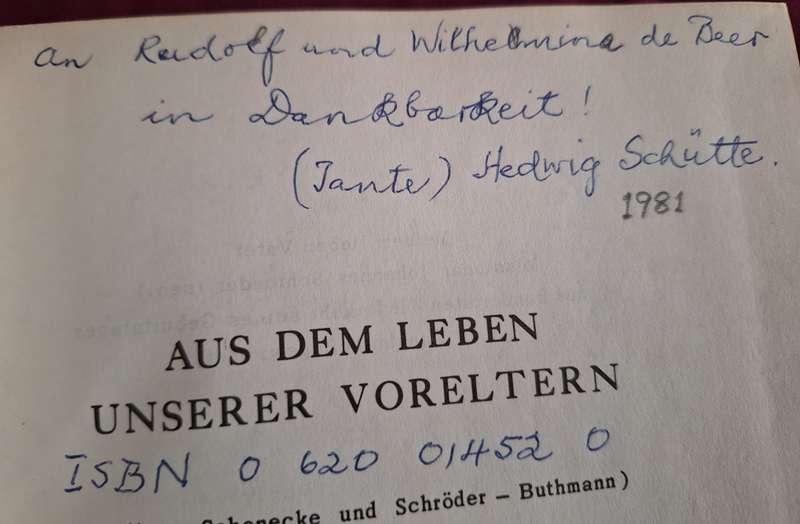 An Rudolf und Wilhelmina de Beer
in Dankbarkeit!
(Tante) Hedwig Schütte.
1981
AUS DEM LEBEN
UNSERER VORELTERN
ISBN 0 620 01452 0
und Schröder – Buthmann)